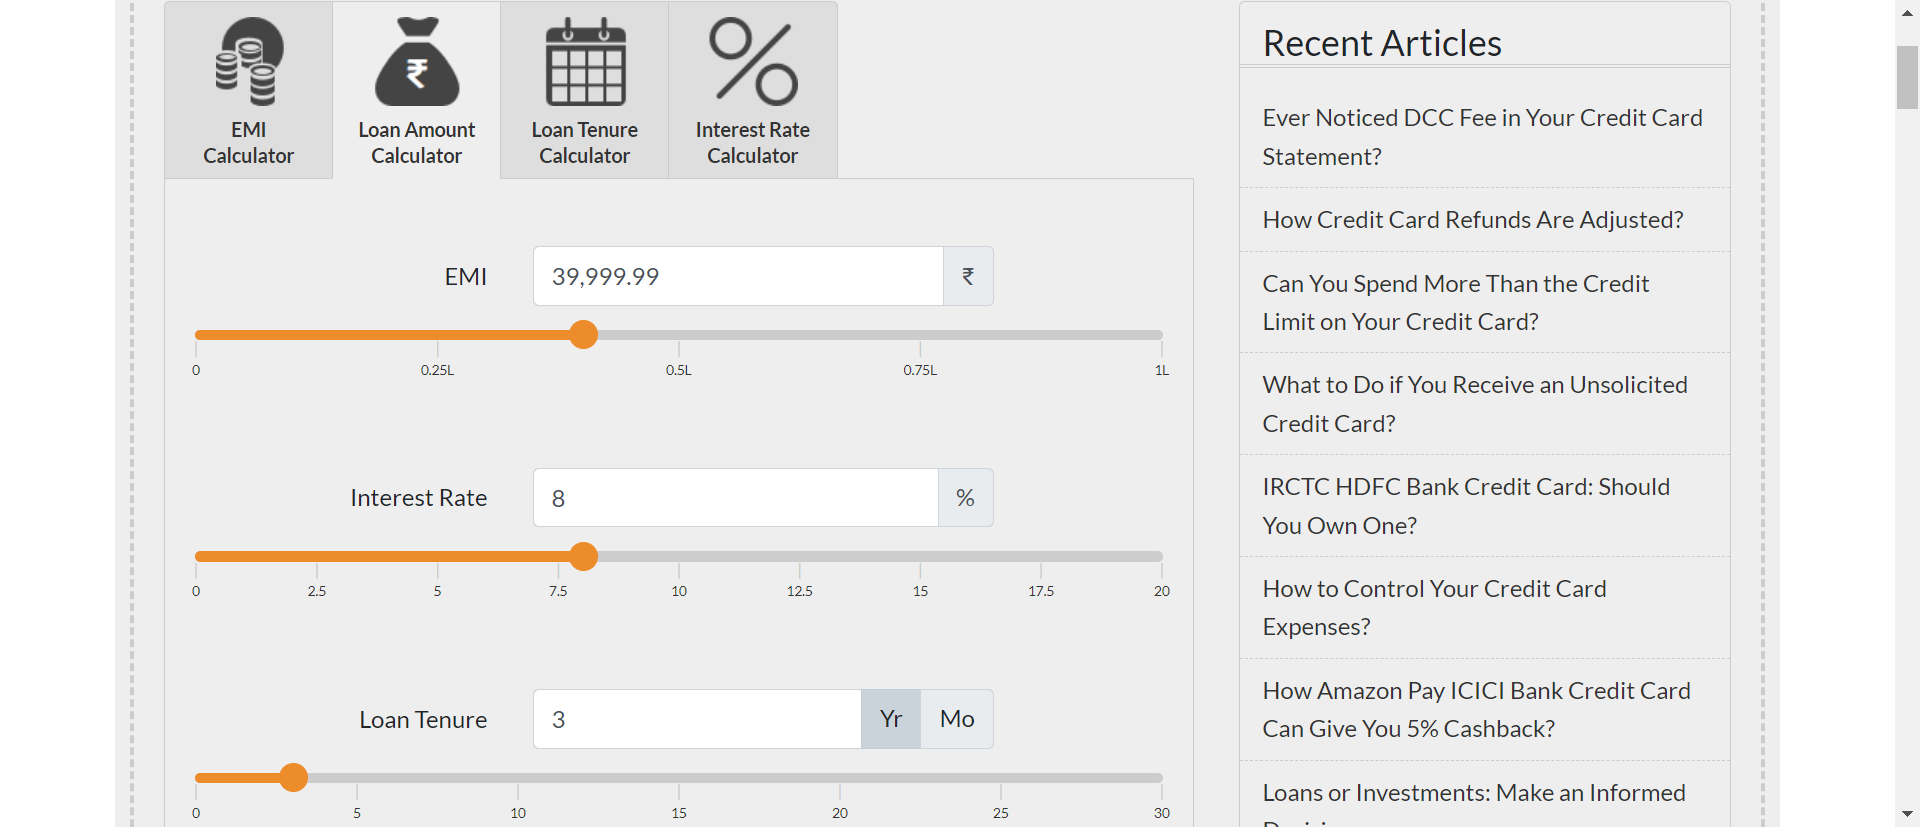 EMI
Calculator
₹
Loan Amount
Calculator
Loan Tenure
Calculator
Interest Rate
Calculator
EMI
39,999.99
₹
0
0.25L
0.5L
0.75L
1L
Interest Rate
8
%
0
2.5
5
7.5
10
12.5
15
17.5
20
Loan Tenure
3
Yr
Mo
0
5
10
15
20
25
30
Recent Articles
Ever Noticed DCC Fee in Your Credit Card
Statement?
How Credit Card Refunds Are Adjusted?
Can You Spend More Than the Credit
Limit on Your Credit Card?
What to Do if You Receive an Unsolicited
Credit Card?
IRCTC HDFC Bank Credit Card: Should
You Own One?
How to Control Your Credit Card
Expenses?
How Amazon Pay ICICI Bank Credit Card
Can Give You 5% Cashback?
Loans or Investments: Make an Informed